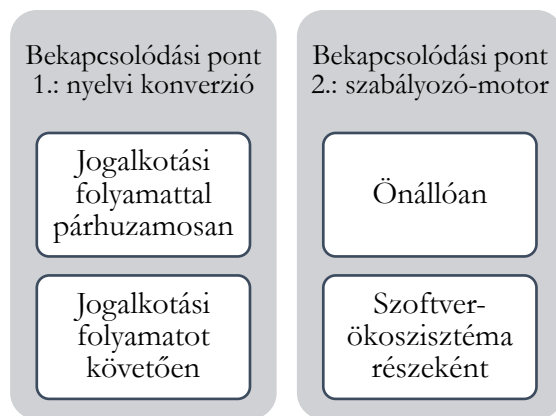 Bekapcsolódási pont
1.: nyelvi konverzió
Jogalkotási
folyamattal
párhuzamosan
Jogalkotási
folyamatot
követően
Bekapcsolódási pont
2.: szabályozó-motor
Önállóan
Szoftver-
ökoszisztéma
részeként